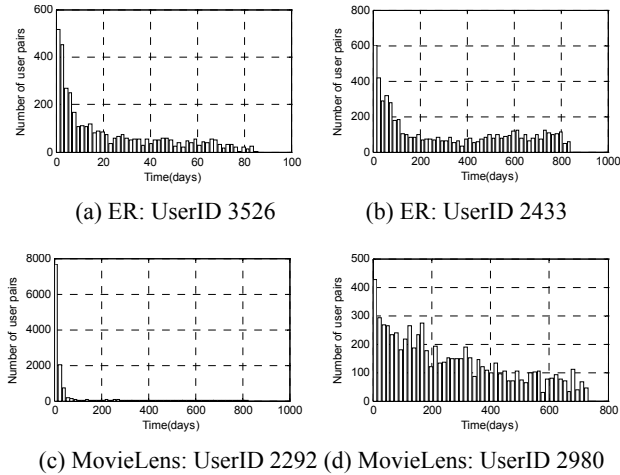 600
400
200
0
0 20 40 60 80 100
Number of user pairs
Time(days)
(a) ER: UserID 3526
800
600
400
200
0
0 200 400 600 800 1000
Number of user pairs
Time(days)
(b) ER: UserID 2433
8000
6000
4000
2000
0
0 200 400 600 800 1000
Number of user pairs
Time(days)
500
400
300
200
100
0
0 200 400 600 800
Number of user pairs
Time(days)
(c) MovieLens: UserID 2292 (d) MovieLens: UserID 2980